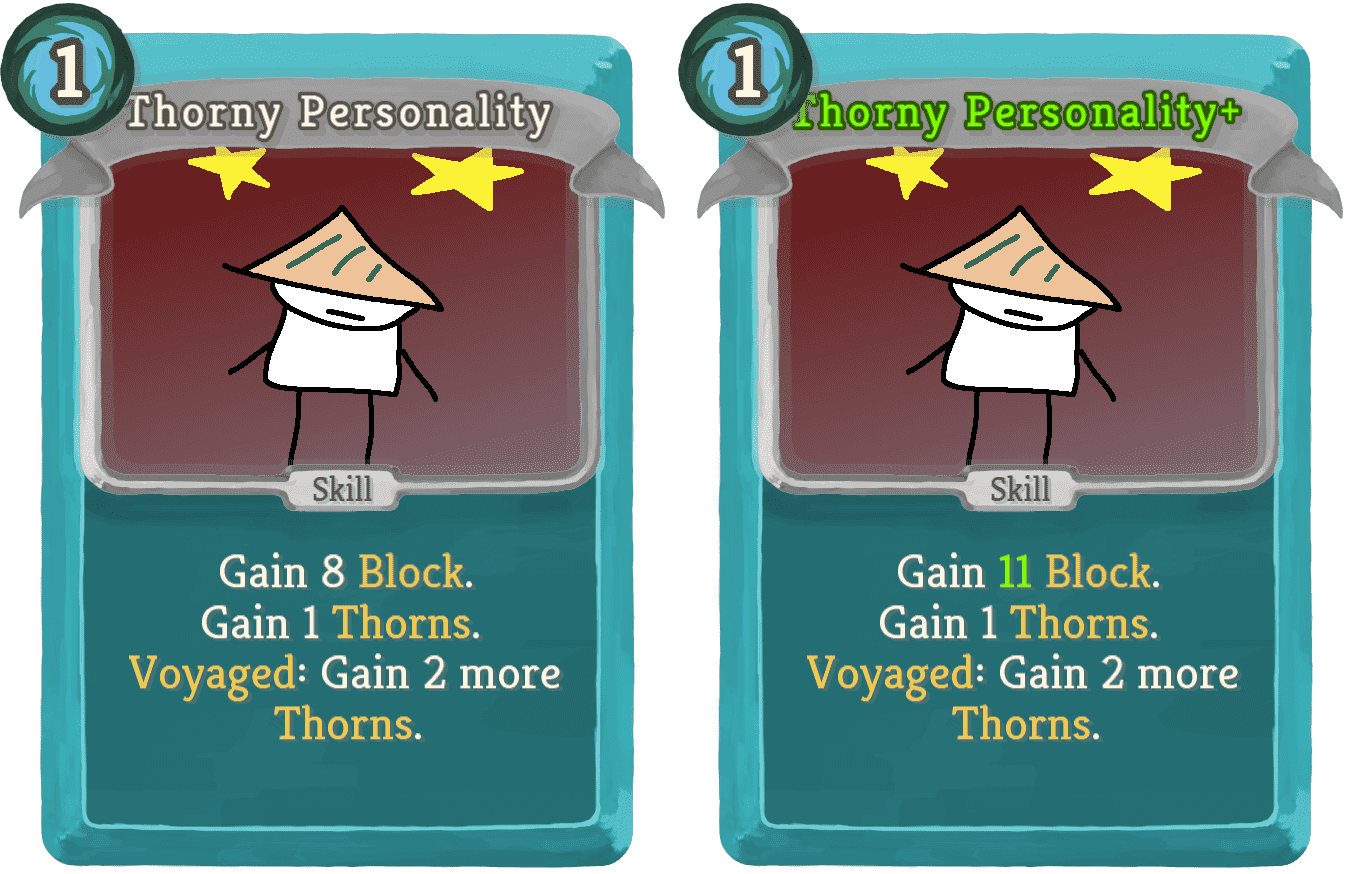 1
Thorny Personality
Skill
Gain 8 Block.
Gain 1 Thorns.
Voyaged: Gain 2 more
Thorns.
1
Thorny Personality+
Skill
Gain 11 Block.
Gain 1 Thorns.
Voyaged: Gain 2 more
Thorns.